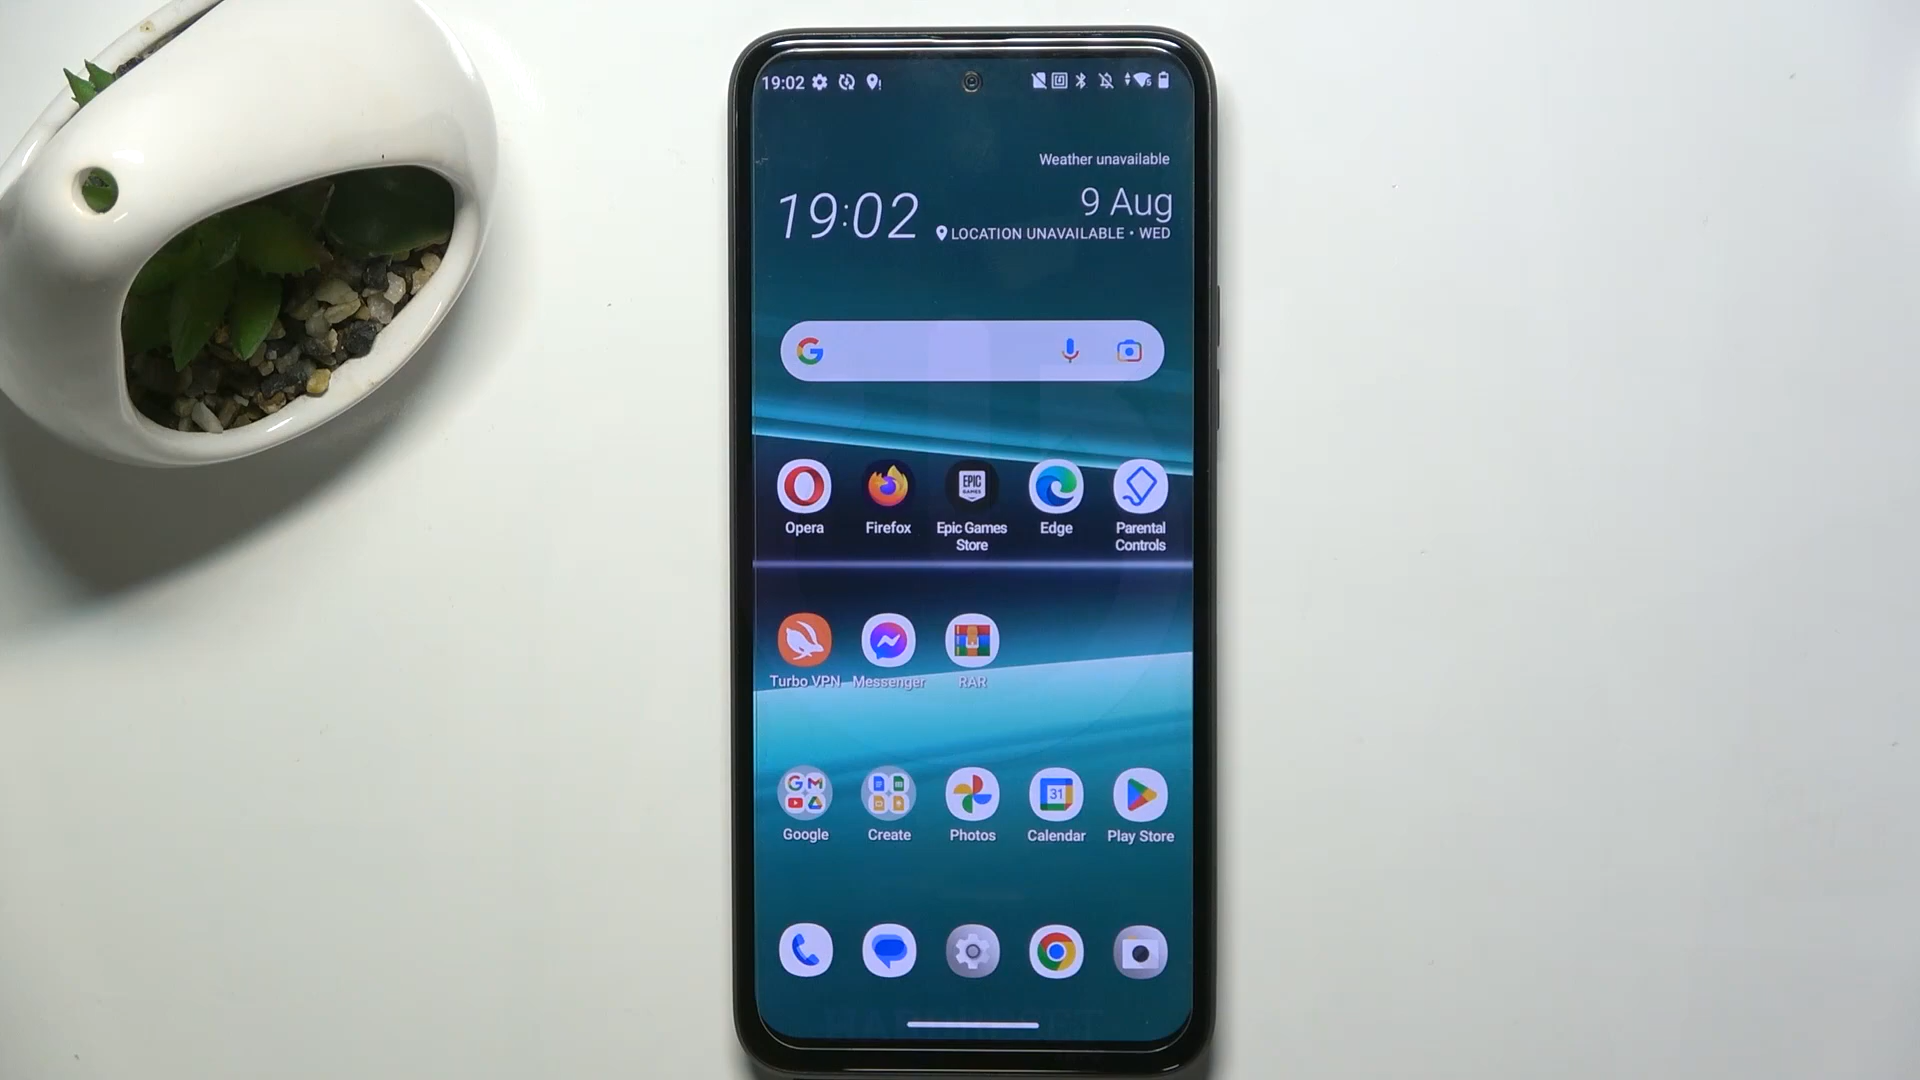 19:02
Weather unavailable
19:02
9 Aug
LOCATION UNAVAILABLE • WED
G
EPIC
GAMES
Opera
Firefox
Epic Games
Store
Edge
Parental
Controls
Turbo VPN
Messenger
RAR
31
Google
Create
Photos
Calendar
Play Store